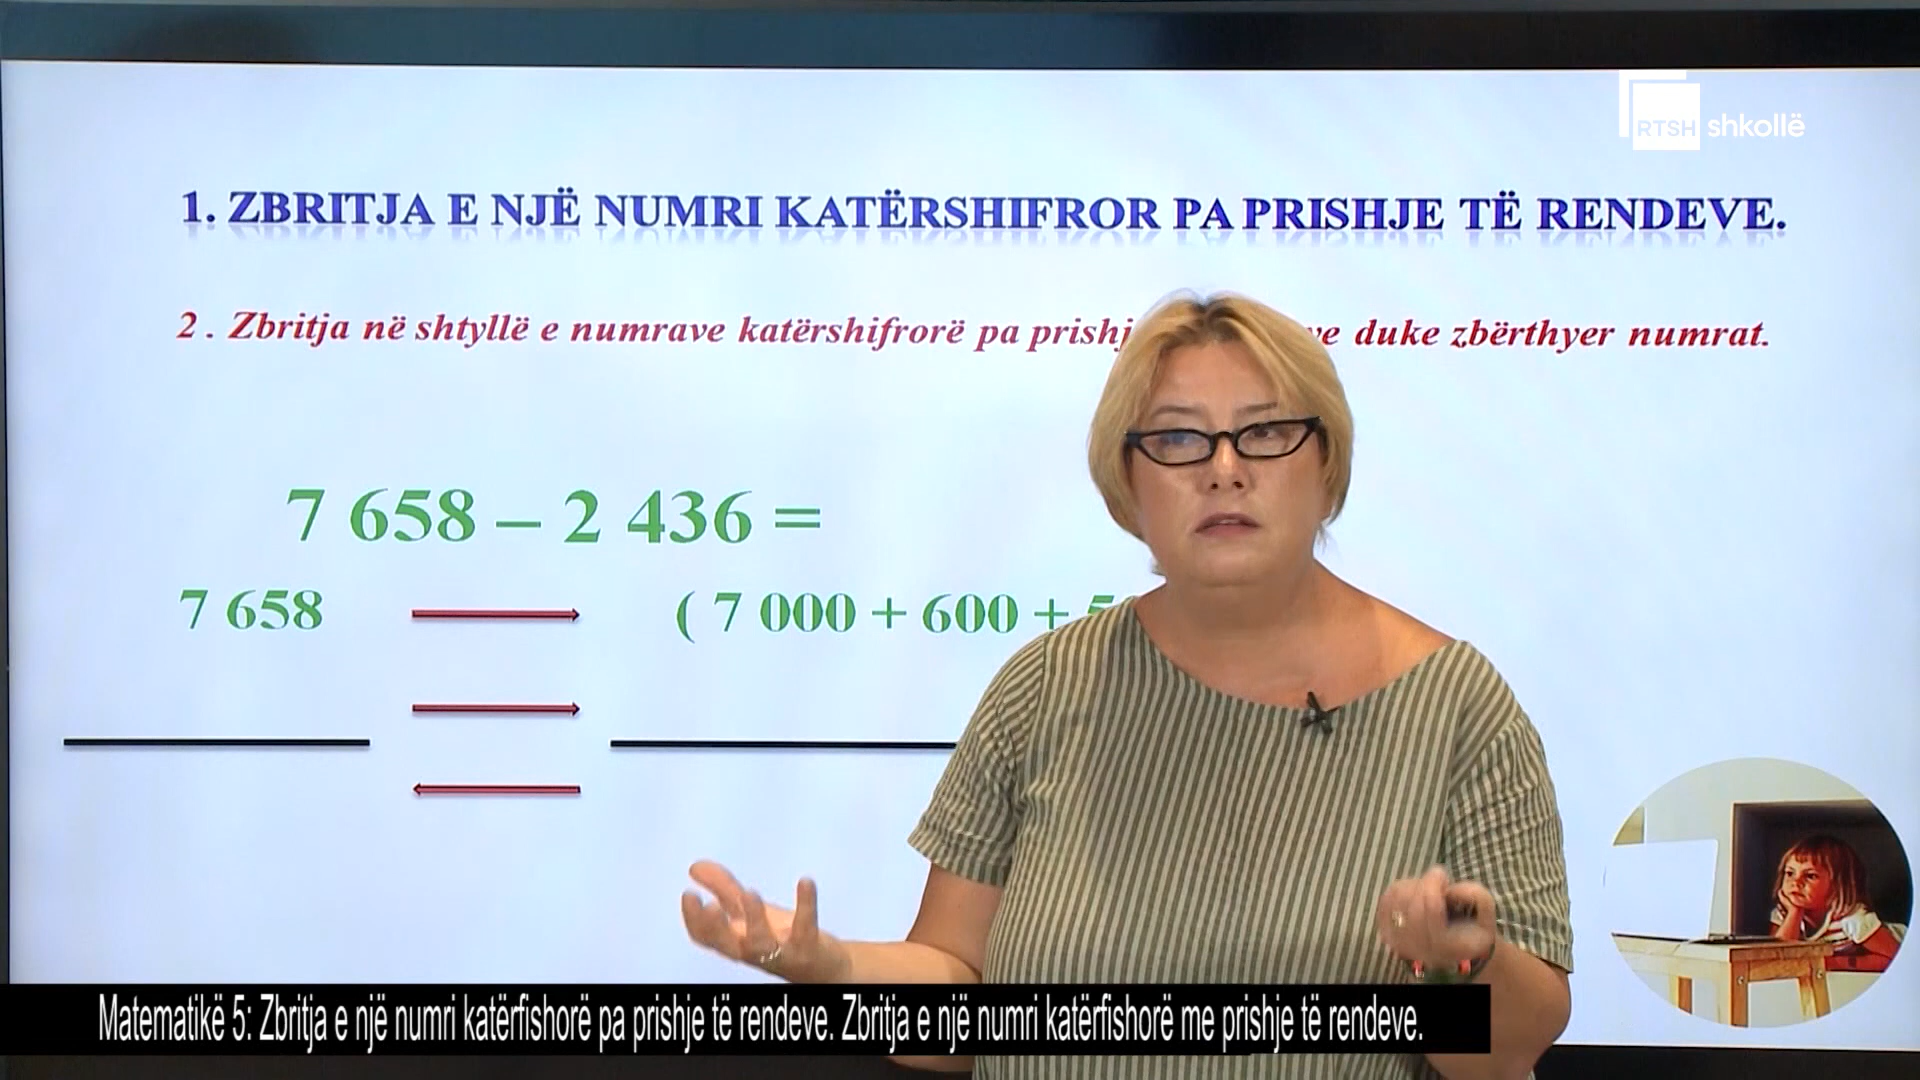 RTSH shkollë
1. ZBRITJA E NJË NUMRI KATËRSHIFROR PA PRISHJE TË RENDEVE.
2 . Zbritja në shtyllë e numrave katërshifrorë pa duke zbërthyer numrat.
7 658 – 2 436 =
7 658 ( 7 000 + 600 +
Matematikë 5: Zbritja e një numri katërfishorë pa prishje të rendeve. Zbritja e një numri katërfishorë me prishje të rendeve.